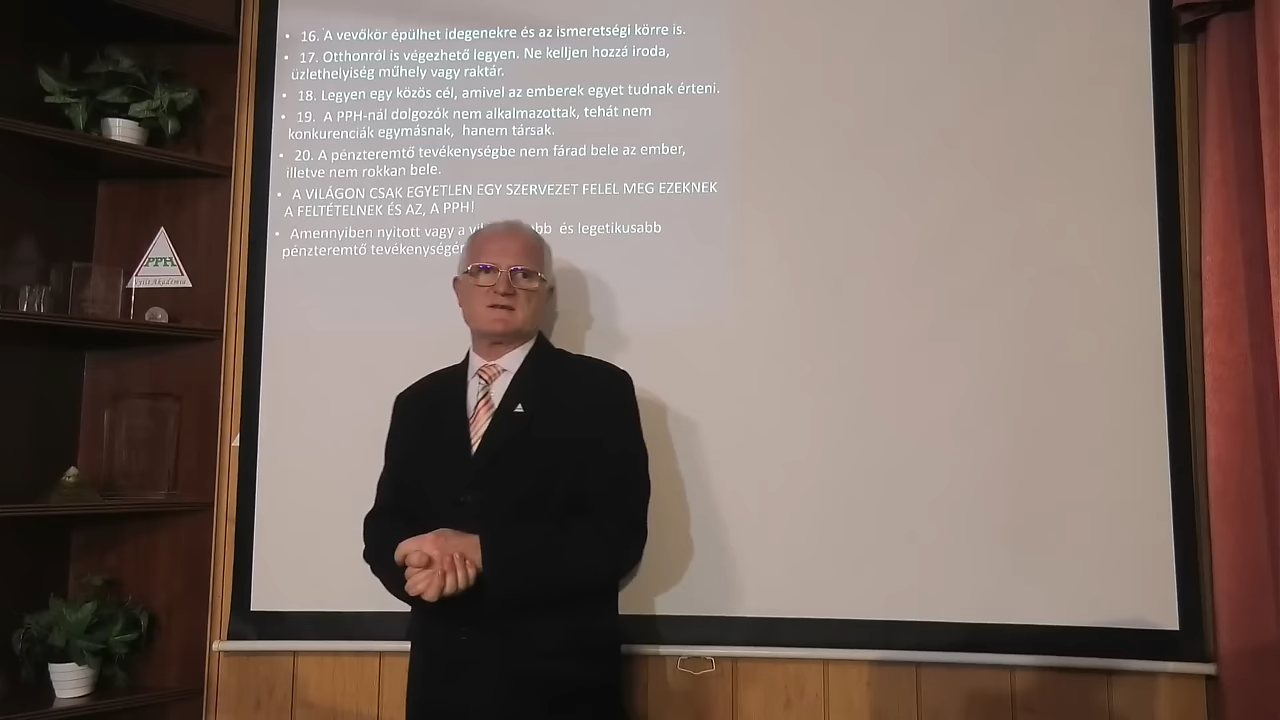 • 16. A vevőkör épülhet idegenekre és az ismeretségi körre is.
• 17. Otthonról is végezhető legyen. Ne kelljen hozzá iroda,
üzlethelyiség műhely vagy raktár.
• 18. Legyen egy közös cél, amivel az emberek egyet tudnak érteni.
• 19. A PPH-nál dolgozók nem alkalmazottak, tehát nem
konkurenciák egymásnak, hanem társak.
• 20. A pénzteremtő tevékenységbe nem fárad bele az ember,
illetve nem rokkan bele.
• A VILÁGON CSAK EGYETLEN EGY SZERVEZET FELEL MEG EZEKNEK
A FELTÉTELNEK ÉS AZ, A PPH!
• Amennyiben nyitott vagy a és legetikusabb
pénzteremtő
PPH
Nyílt Akadémia